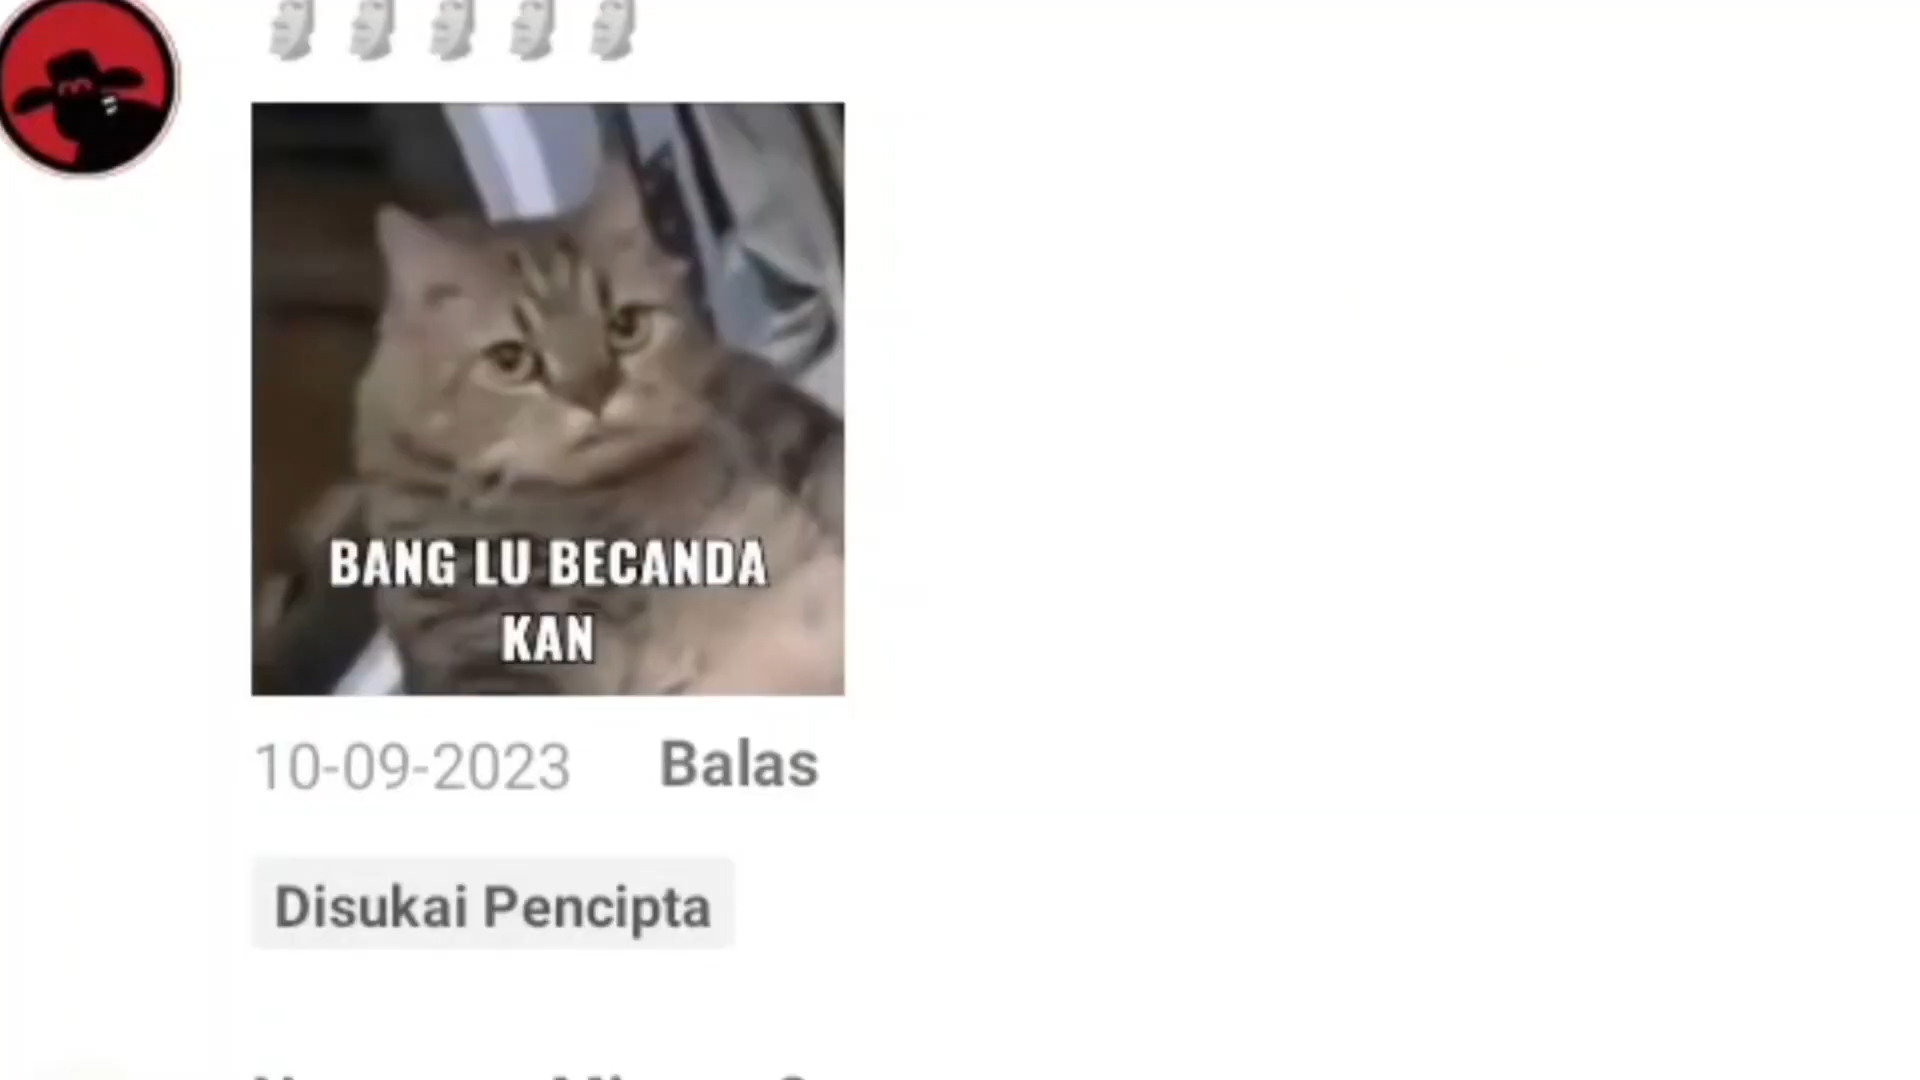 BANG LU BECANDA
KAN
10-09-2023 Balas
Disukai Pencipta